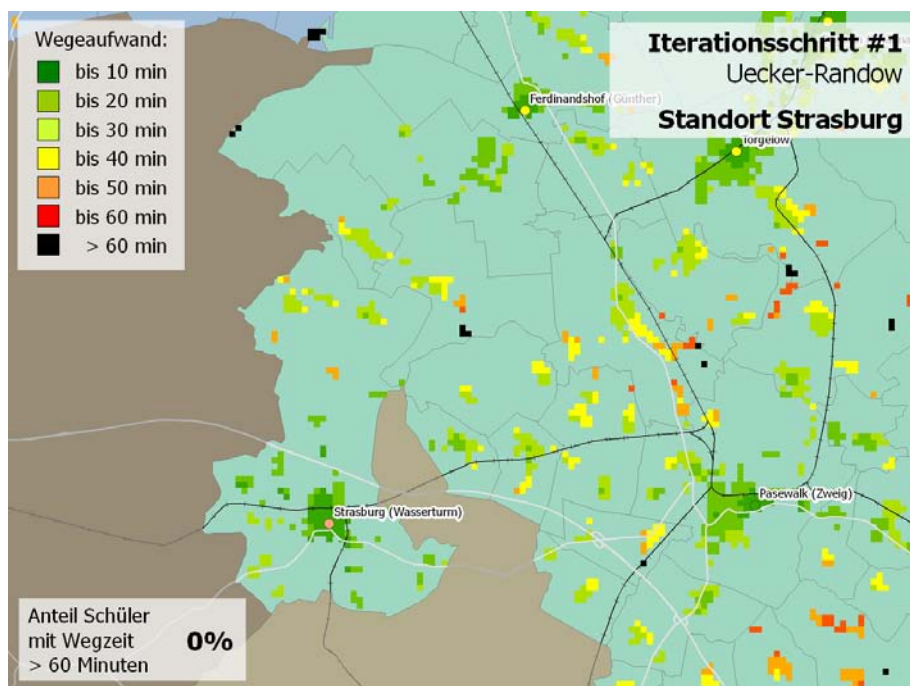 Wegeaufwand:
bis 10 min
bis 20 min
bis 30 min
bis 40 min
bis 50 min
bis 60 min
> 60 min
Iterationsschritt #1
Uecker-Randow
Standort Strasburg
Ferdinandshof (Günther)
Torgelow
Pasewalk (Zweig)
Strasburg (Wasserturm)
Anteil Schüler
mit Wegzeit 0%
> 60 Minuten